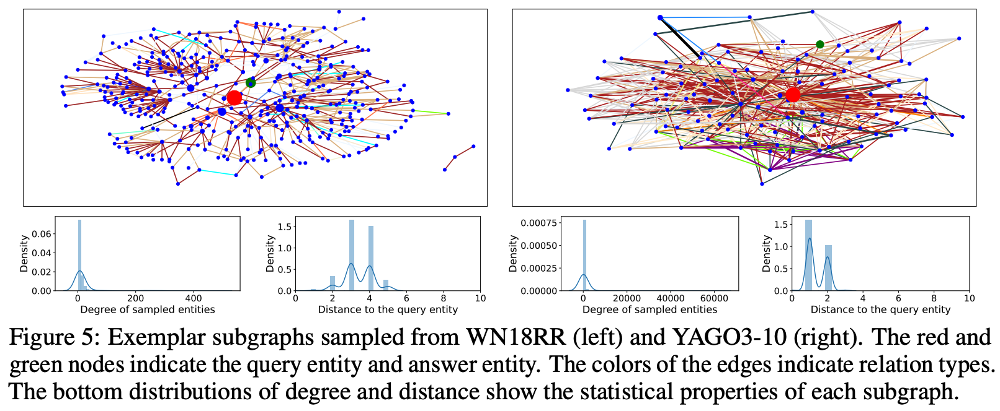 0.06
0.04
0.02
0.00
Density
0 200 400
Degree of sampled entities
1.5
1.0
0.5
0.0
Density
0 2 4 6 8 10
Distance to the query entity
0.00075
0.00050
0.00025
0.00000
Density
0 20000 40000 60000
Degree of sampled entities
1.5
1.0
0.5
0.0
Density
0 2 4 6 8 10
Distance to the query entity
Figure 5: Exemplar subgraphs sampled from WN18RR (left) and YAGO3-10 (right). The red and
green nodes indicate the query entity and answer entity. The colors of the edges indicate relation types.
The bottom distributions of degree and distance show the statistical properties of each subgraph.